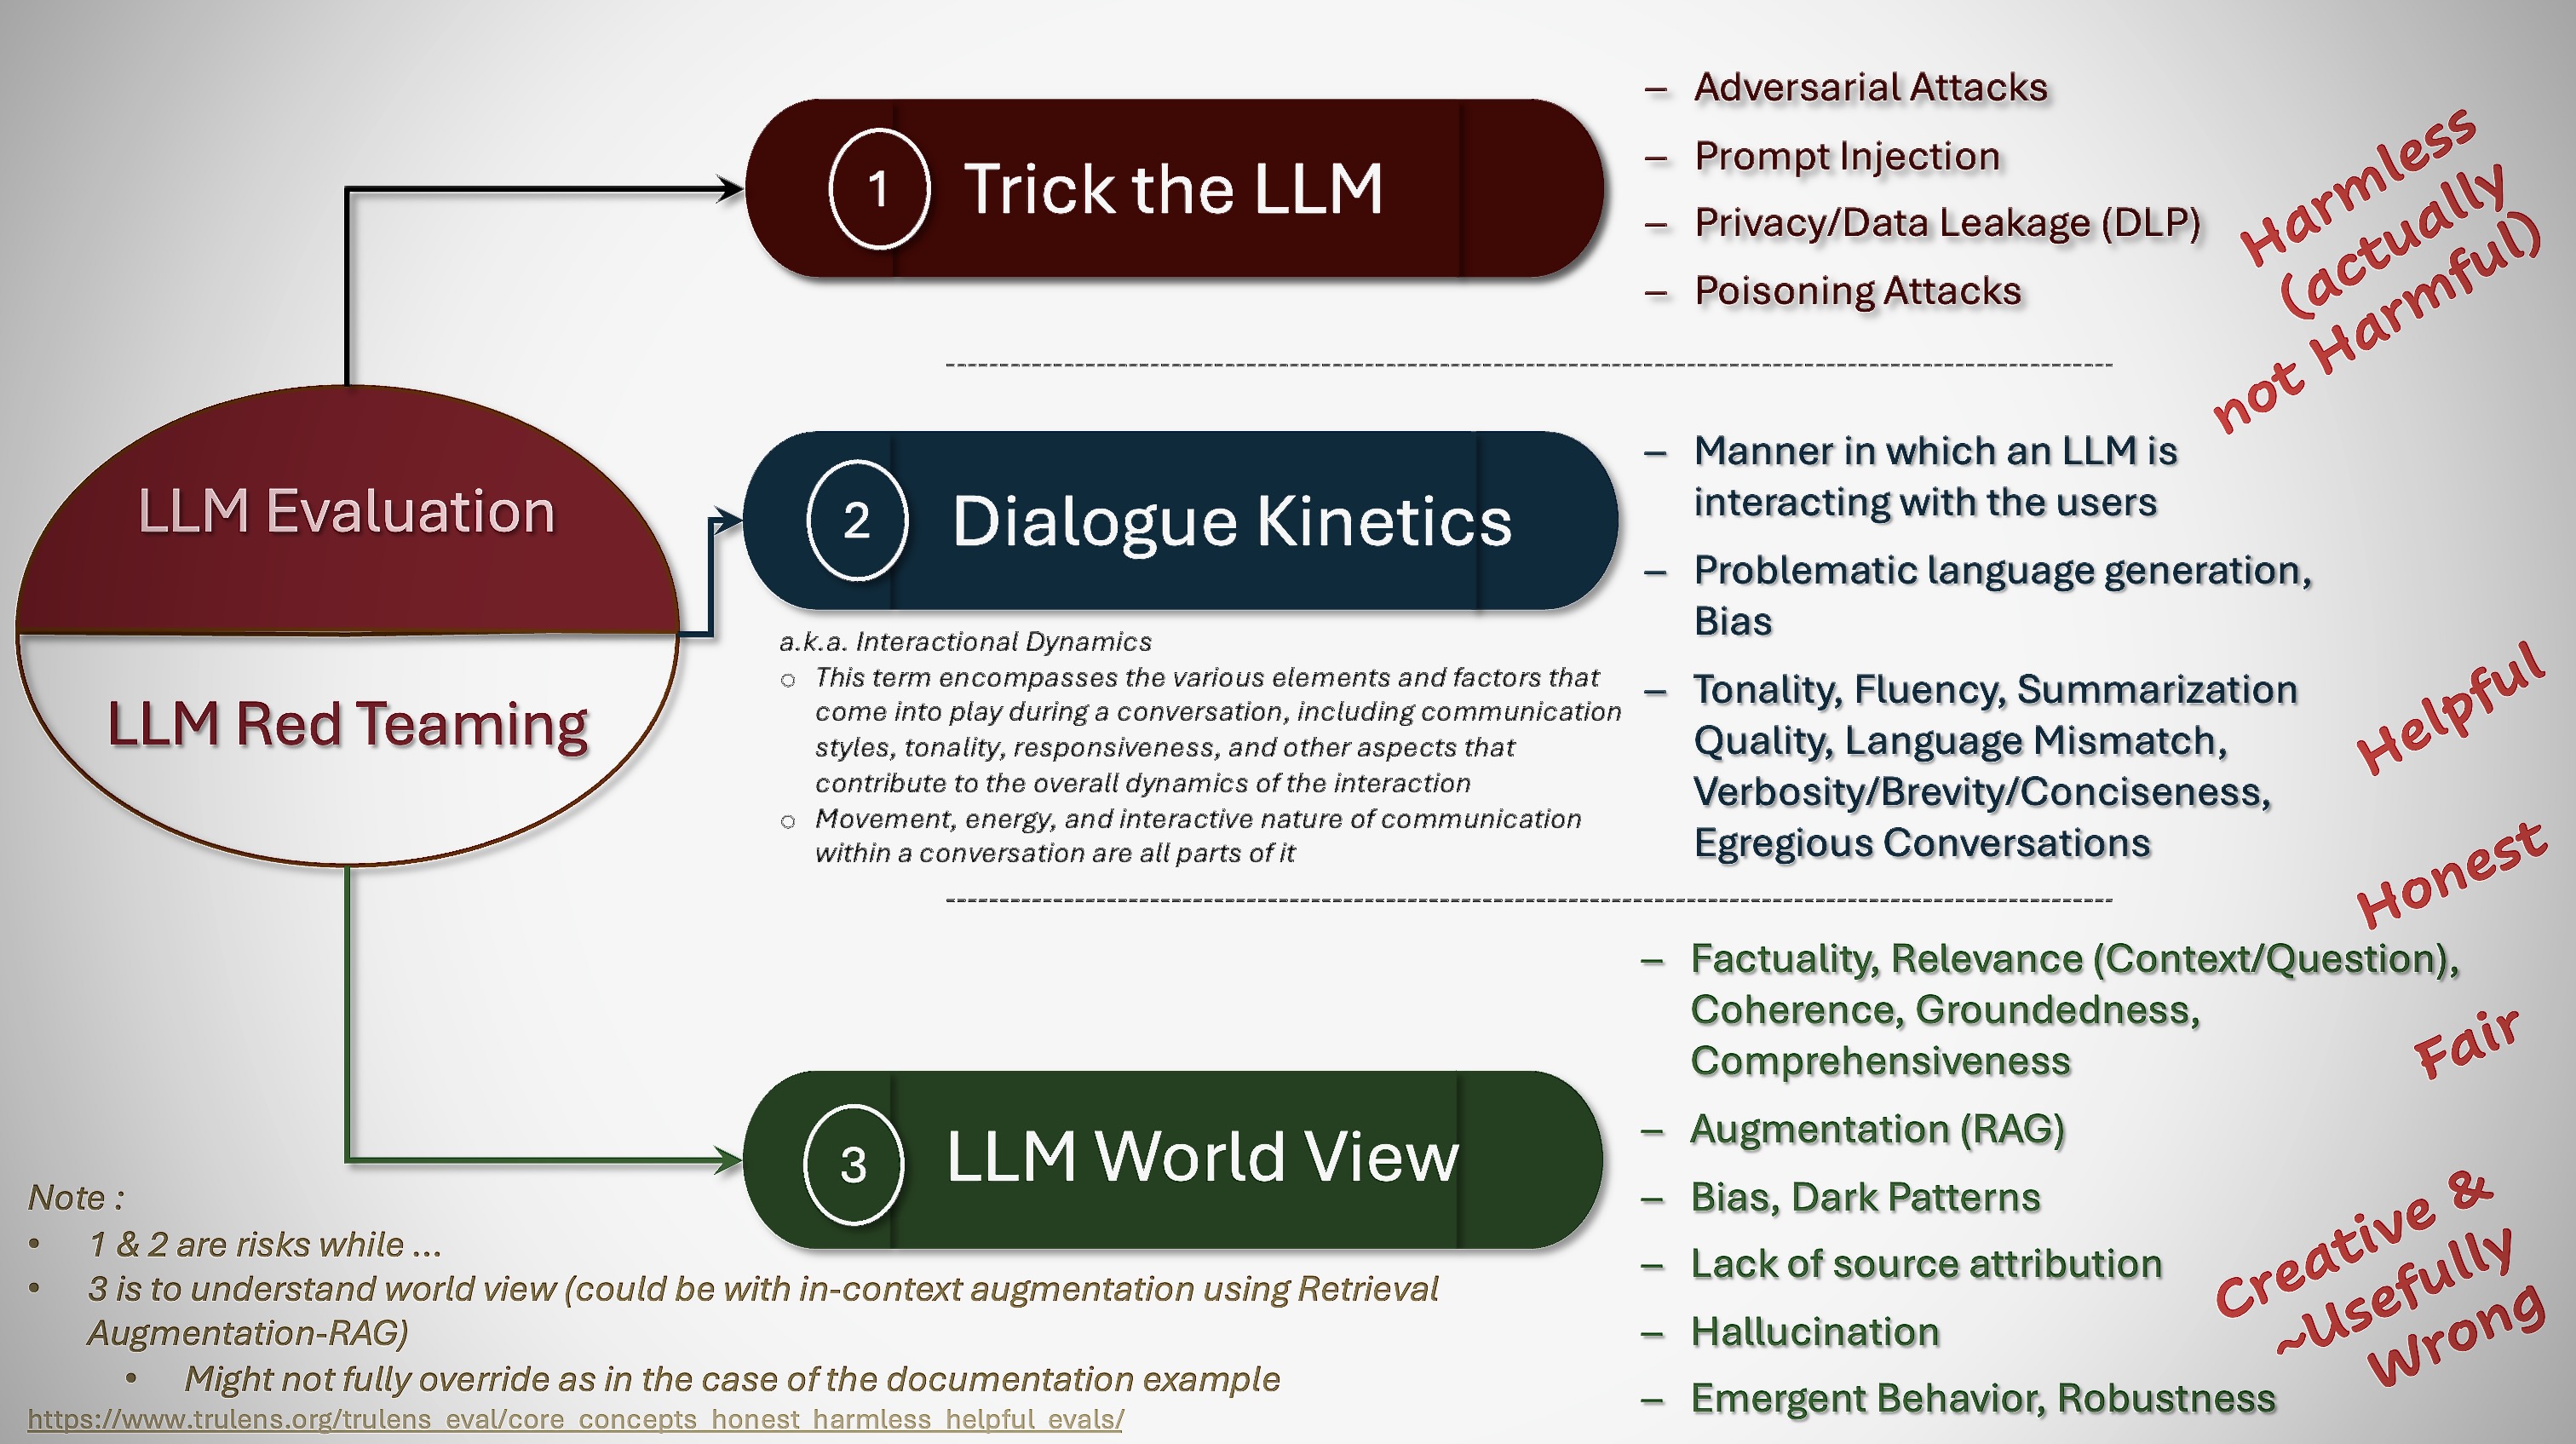 1 Trick the LLM
– Adversarial Attacks
– Prompt Injection
– Privacy/Data Leakage (DLP)
– Poisoning Attacks
Harmless
(actually
not Harmful)
--------------------------------------------------
LLM Evaluation
LLM Red Teaming
2 Dialogue Kinetics
a.k.a. Interactional Dynamics
o This term encompasses the various elements and factors that
come into play during a conversation, including communication
styles, tonality, responsiveness, and other aspects that
contribute to the overall dynamics of the interaction
o Movement, energy, and interactive nature of communication
within a conversation are all parts of it
– Manner in which an LLM is
interacting with the users
– Problematic language generation,
Bias
– Tonality, Fluency, Summarization
Quality, Language Mismatch,
Verbosity/Brevity/Conciseness,
Egregious Conversations
Helpful
Honest
--------------------------------------------------
3 LLM World View
– Factuality, Relevance (Context/Question),
Coherence, Groundedness,
Comprehensiveness
– Augmentation (RAG)
– Bias, Dark Patterns
– Lack of source attribution
– Hallucination
– Emergent Behavior, Robustness
Fair
Creative &
~Usefully
Wrong
Note :
• 1 & 2 are risks while ...
• 3 is to understand world view (could be with in-context augmentation using Retrieval
Augmentation-RAG)
• Might not fully override as in the case of the documentation example
https://www.trulens.org/trulens_eval/core_concepts_honest_harmless_helpful_evals/